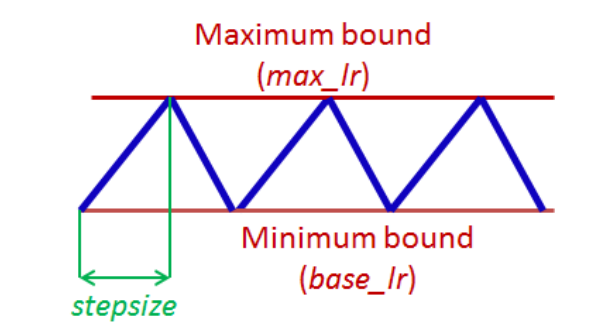 Maximum bound
(max_lr)
Minimum bound
(base_lr)
stepsize